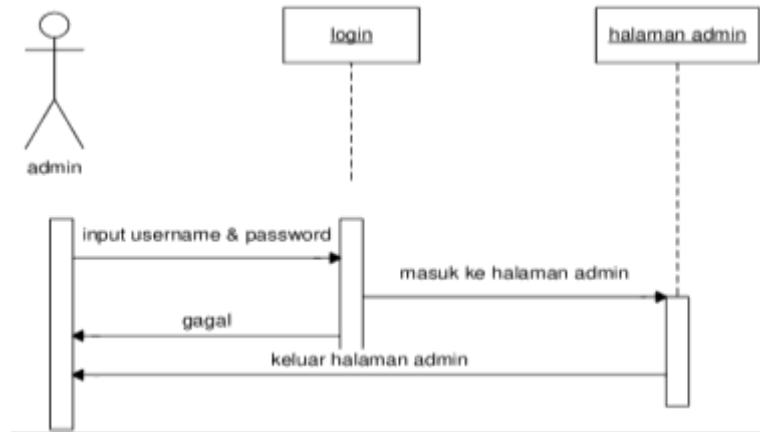 login
halaman admin
admin
input username & password
masuk ke halaman admin
gagal
keluar halaman admin